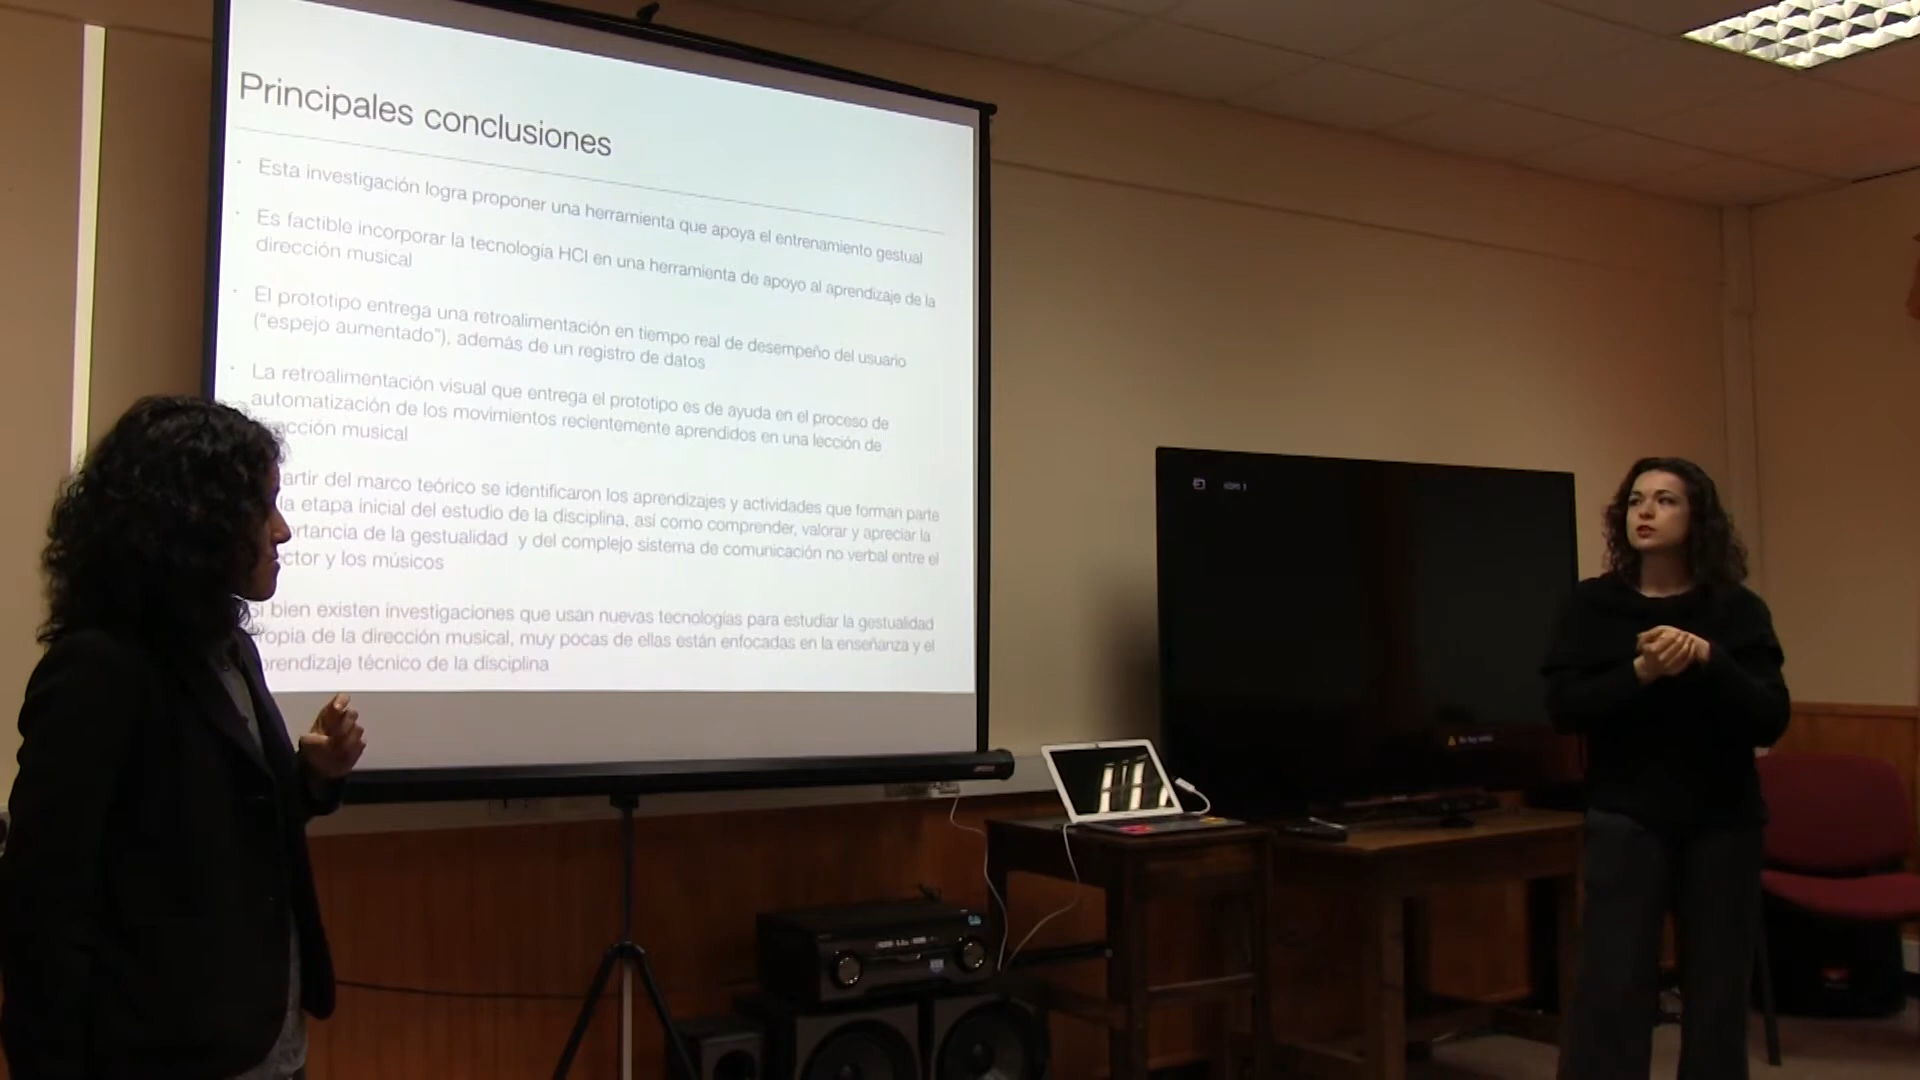 Principales conclusiones
Esta investigación logra proponer una herramienta que apoya el entrenamiento gestual
Es factible incorporar la tecnología HCI en una herramienta de apoyo al aprendizaje de la
dirección musical
El prototipo entrega una retroalimentación en tiempo real de desempeño del usuario
("espejo aumentado"), además de un registro de datos
La retroalimentación visual que entrega el prototipo es de ayuda en el proceso de
automatización de los movimientos recientemente aprendidos en una lección de
musical
del marco teórico se identificaron los aprendizajes y actividades que forman parte
la etapa inicial del estudio de la disciplina, así como comprender, valorar y apreciar la
de la gestualidad y del complejo sistema de comunicación no verbal entre el
y los músicos
Si bien existen investigaciones que usan nuevas tecnologías para estudiar la gestualidad
de la dirección musical, muy pocas de ellas están enfocadas en la enseñanza y el
técnico de la disciplina